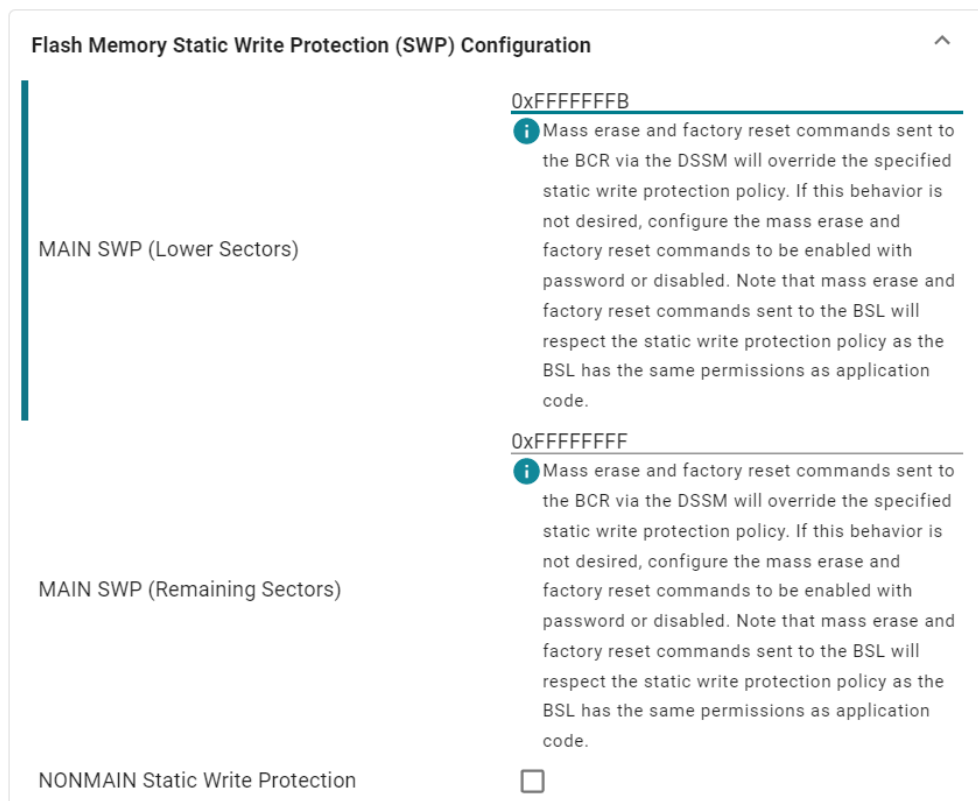 Flash Memory Static Write Protection (SWP) Configuration
0xFFFFFFFB
Mass erase and factory reset commands sent to
the BCR via the DSSM will override the specified
static write protection policy. If this behavior is
not desired, configure the mass erase and
MAIN SWP (Lower Sectors)
factory reset commands to be enabled with
password or disabled. Note that mass erase and
factory reset commands sent to the BSL will
respect the static write protection policy as the
BSL has the same permissions as application
code.
0xFFFFFFFF
Mass erase and factory reset commands sent to
the BCR via the DSSM will override the specified
static write protection policy. If this behavior is
not desired, configure the mass erase and
MAIN SWP (Remaining Sectors)
factory reset commands to be enabled with
password or disabled. Note that mass erase and
factory reset commands sent to the BSL will
respect the static write protection policy as the
BSL has the same permissions as application
code.
NONMAIN Static Write Protection